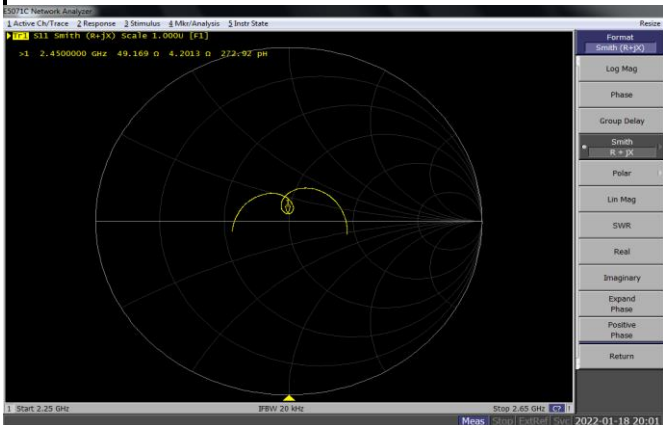 E5071C Network Analyzer
1 Active Ch/Trace 2 Response 3 Stimulus 4 Mkr/Analysis 5 Instr State
Resize
Tr1 S11 Smith (R+jX) Scale 1.000U [F1]
>1 2.4500000 GHz 49.169 Ω 4.2013 Ω 272.92 pH
Format
Smith (R+jX)
Log Mag
Phase
Group Delay
Smith
R + jX
Polar
Lin Mag
SWR
Real
Imaginary
Expand
Phase
Positive
Phase
Return
1 Start 2.25 GHz
IFBW 20 kHz
Stop 2.65 GHz C? !
Meas Stop ExtRef Svc 2022-01-18 20:01